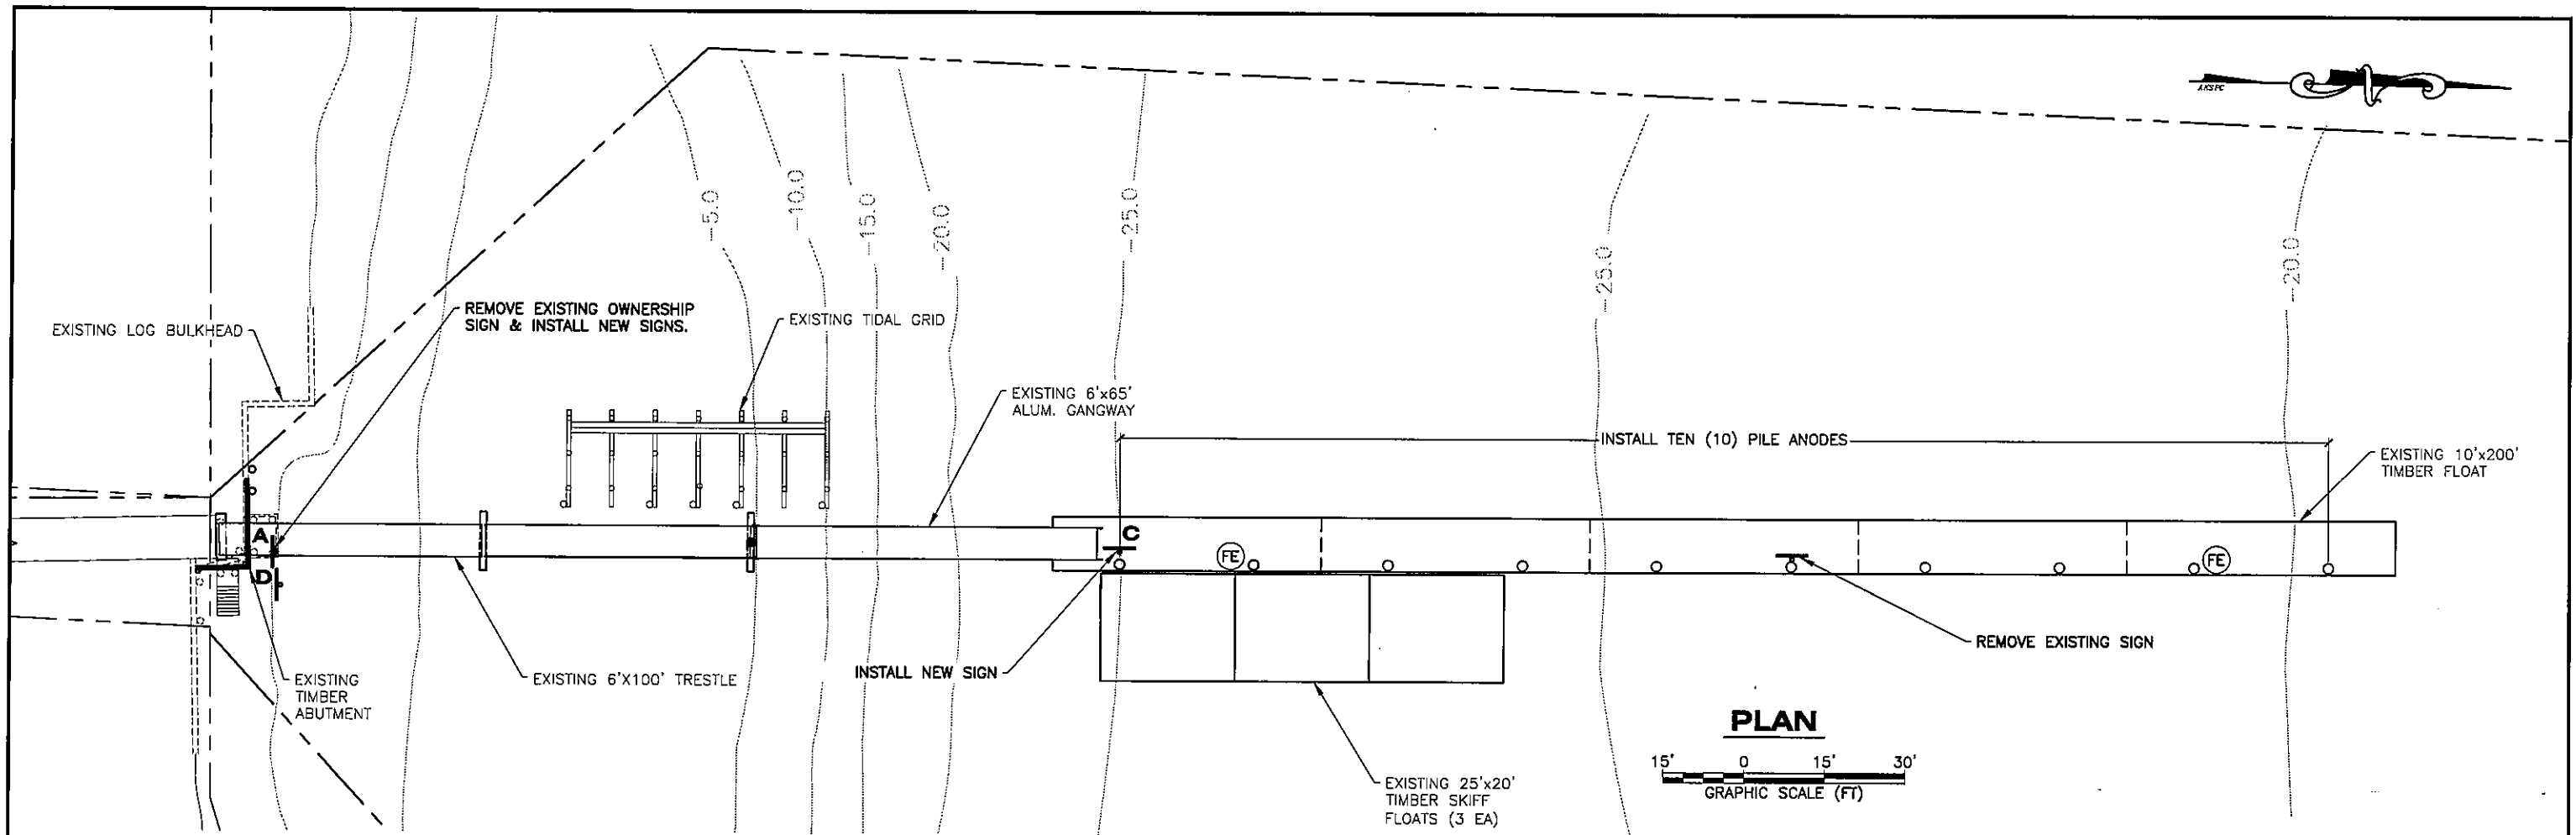 AKSPC
-5.0
-10.0
-15.0
-20.0
-25.0
-25.0
-20.0
REMOVE EXISTING OWNERSHIP
SIGN & INSTALL NEW SIGNS.
EXISTING LOG BULKHEAD
EXISTING TIDAL GRID
EXISTING 6'x65'
ALUM. GANGWAY
INSTALL TEN (10) PILE ANODES
EXISTING 10'x200'
TIMBER FLOAT
A
C
D
FE
FE
EXISTING
TIMBER
ABUTMENT
EXISTING 6'X100' TRESTLE
INSTALL NEW SIGN
REMOVE EXISTING SIGN
EXISTING 25'x20'
TIMBER SKIFF
FLOATS (3 EA)
PLAN
15' 0 15' 30'
GRAPHIC SCALE (FT)